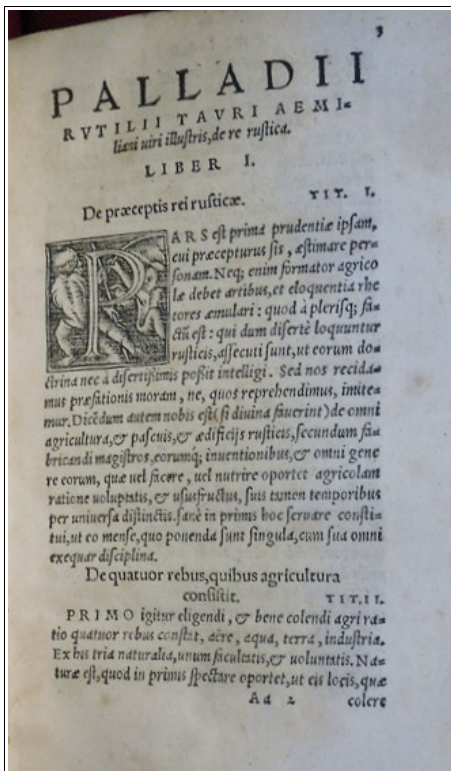 3
PALLADII
RVTILII TAVRI AEMI-
liani uiri illuſtris, de re ruſtica.
LIBER I.
De præceptis rei ruſticæ. TIT. I.
PARS eſt prima prudentiæ ipſam,
cui præcepturus ſis, æſtimare per-
ſonam. Neq; enim formator agrico
læ debet artibus, et eloquentia rhe
tores æmulari: quod à pleriſq; fa-
ctũ eſt: qui dum diſertè loquuntur
ruſticis, aſſecuti ſunt, ut eorum do-
ctrina nec à diſertiſſimis poßit intelligi. Sed nos recida-
mus præfationis moram, ne, quos reprehendimus, imite-
mur. Dicẽdum autem nobis eſt (ſi diuina fauerint) de omni
agricultura, & paſcuis, & ædificijs ruſticis, ſecundum fa-
bricandi magiſtros, eorumq; inuentionibus, & omni gene
re eorum, quæ uel facere, uel nutrire oportet agricolam
ratione uoluptatis, & uſusfructus, ſuis tamen temporibus
per uniuerſa diſtinctis. ſanè in primis hoc ſeruare conſti-
tui, ut eo menſe, quo ponenda ſunt ſingula, cum ſua omni
exequar diſciplina.
De quatuor rebus, quibus agricultura
conſiſtit. TIT. II.
PRIMO igitur eligendi, & bene colendi agri ra-
tio quatuor rebus conſtat, aëre, aqua, terra, induſtria.
Ex his tria naturalia, unum facultatis, & uoluntatis. Na-
turæ eſt, quod in primis ſpectare oportet, ut eis locis, quæ
Aa 2 colere